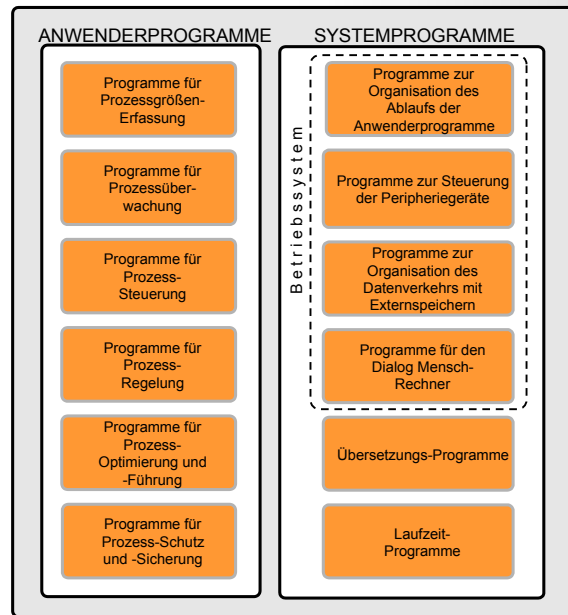 ANWENDERPROGRAMME
Programme für
Prozessgrößen-
Erfassung
Programme für
Prozessüber-
wachung
Programme für
Prozess-
Steuerung
Programme für
Prozess-
Regelung
Programme für
Prozess-
Optimierung und
-Führung
Programme für
Prozess-Schutz
und -Sicherung
SYSTEMPROGRAMME
Betriebssystem
Programme zur
Organisation des
Ablaufs der
Anwenderprogramme
Programme zur Steuerung
der Peripheriegeräte
Programme zur
Organisation des
Datenverkehrs mit
Externspeichern
Programme für den
Dialog Mensch-
Rechner
Übersetzungs-Programme
Laufzeit-
Programme